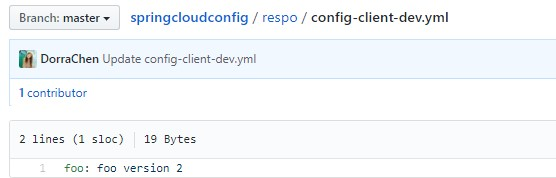 Branch: master springcloudconfig / respo / config-client-dev.yml
DorraChen Update config-client-dev.yml
1 contributor
2 lines (1 sloc) 19 Bytes
1 foo: foo version 2